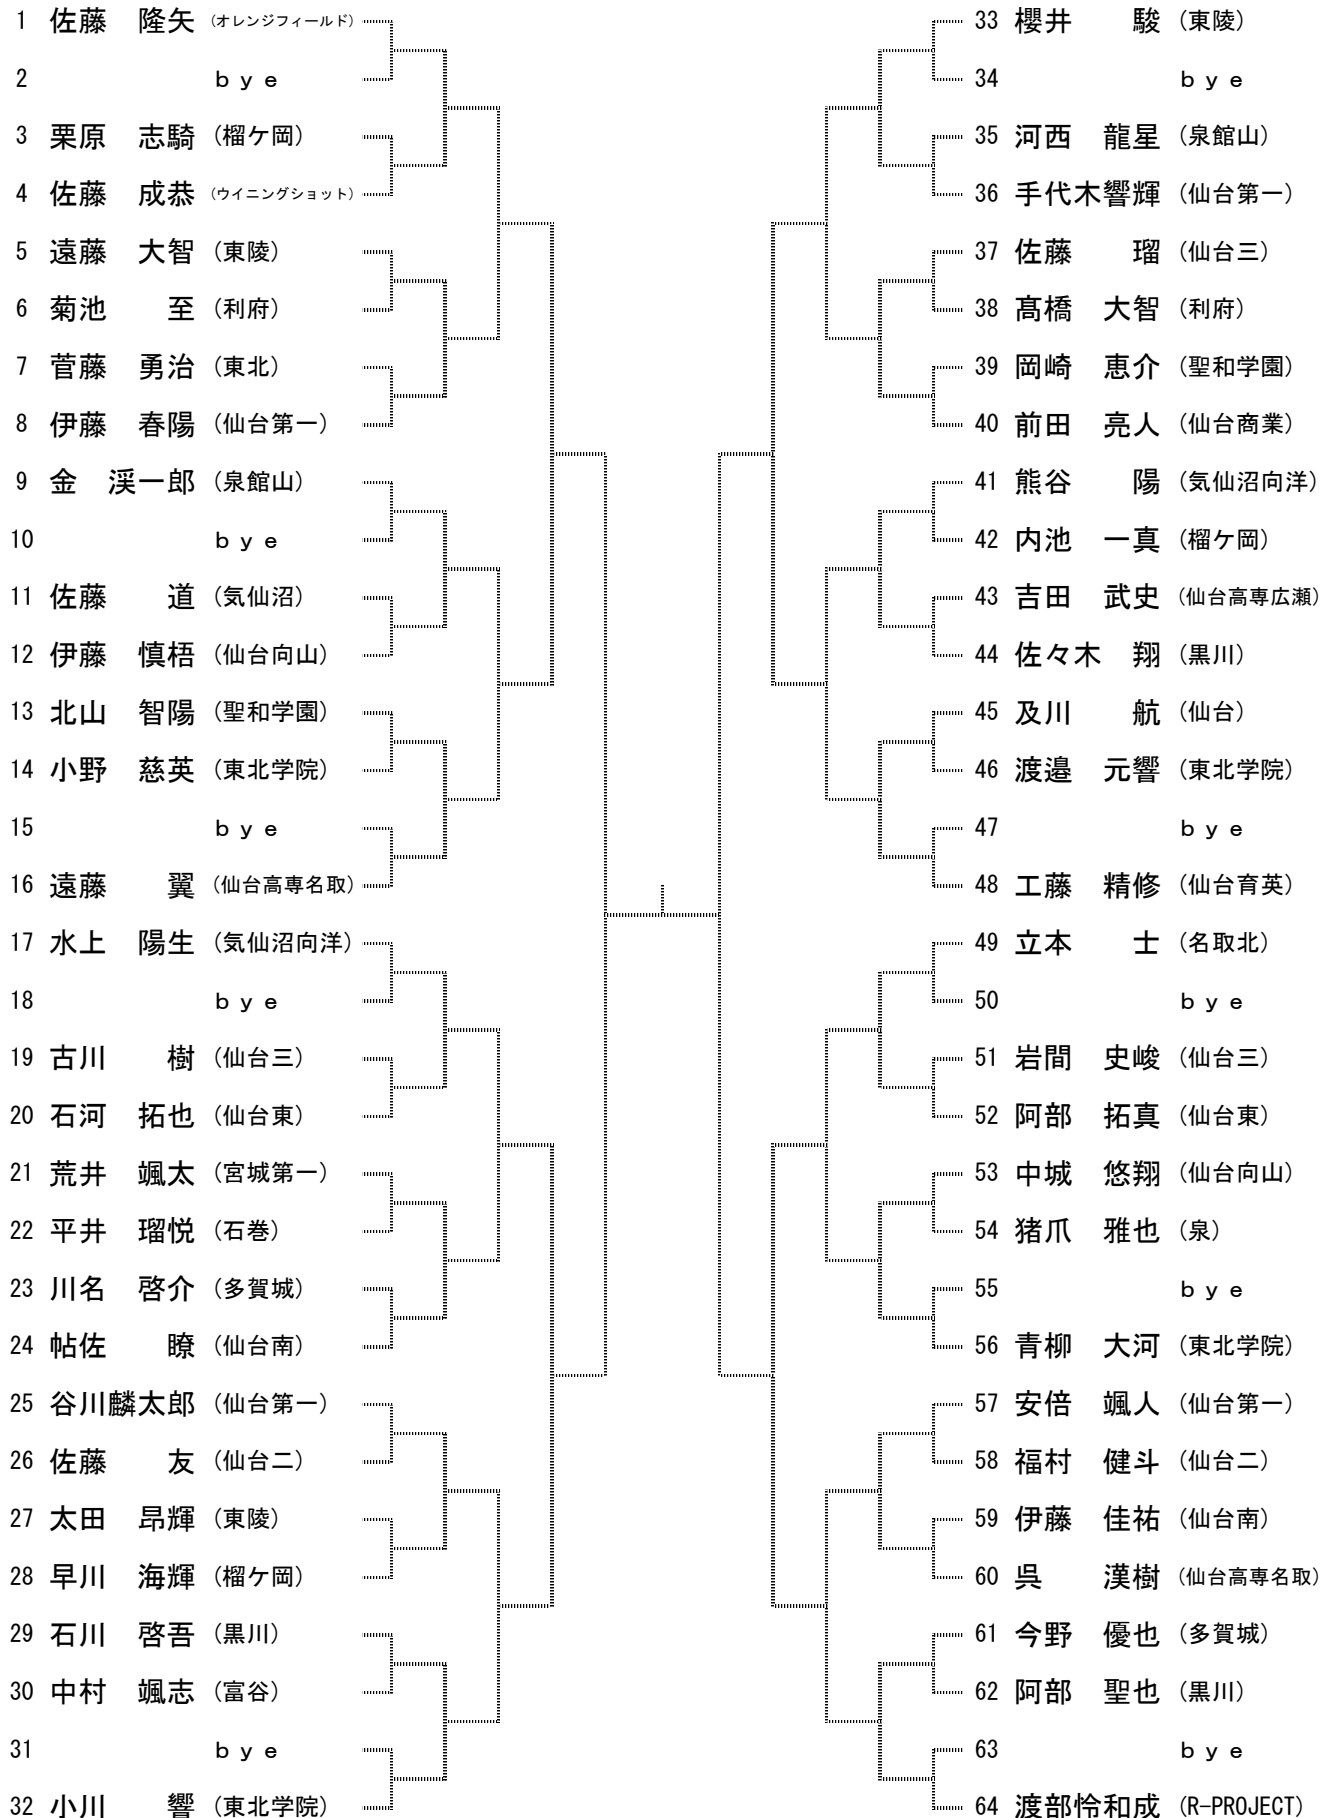 1 佐藤 隆矢 (オレンジフィールド)
2 bye
3 栗原 志騎 (榴ケ岡)
4 佐藤 成恭 (ウイニングショット)
5 遠藤 大智 (東陵)
6 菊池 至 (利府)
7 菅藤 勇治 (東北)
8 伊藤 春陽 (仙台第一)
9 金 渓一郎 (泉館山)
10 bye
11 佐藤 道 (気仙沼)
12 伊藤 慎梧 (仙台向山)
13 北山 智陽 (聖和学園)
14 小野 慈英 (東北学院)
15 bye
16 遠藤 翼 (仙台高専名取)
17 水上 陽生 (気仙沼向洋)
18 bye
19 古川 樹 (仙台三)
20 石河 拓也 (仙台東)
21 荒井 颯太 (宮城第一)
22 平井 瑠悦 (石巻)
23 川名 啓介 (多賀城)
24 帖佐 瞭 (仙台南)
25 谷川麟太郎 (仙台第一)
26 佐藤 友 (仙台二)
27 太田 昂輝 (東陵)
28 早川 海輝 (榴ケ岡)
29 石川 啓吾 (黒川)
30 中村 颯志 (富谷)
31 bye
32 小川 響 (東北学院)
33 櫻井 駿 (東陵)
34 bye
35 河西 龍星 (泉館山)
36 手代木響輝 (仙台第一)
37 佐藤 瑠 (仙台三)
38 髙橋 大智 (利府)
39 岡崎 恵介 (聖和学園)
40 前田 亮人 (仙台商業)
41 熊谷 陽 (気仙沼向洋)
42 内池 一真 (榴ケ岡)
43 吉田 武史 (仙台高専広瀬)
44 佐々木 翔 (黒川)
45 及川 航 (仙台)
46 渡邉 元響 (東北学院)
47 bye
48 工藤 精修 (仙台育英)
49 立本 士 (名取北)
50 bye
51 岩間 史峻 (仙台三)
52 阿部 拓真 (仙台東)
53 中城 悠翔 (仙台向山)
54 猪爪 雅也 (泉)
55 bye
56 青柳 大河 (東北学院)
57 安倍 颯人 (仙台第一)
58 福村 健斗 (仙台二)
59 伊藤 佳祐 (仙台南)
60 呉 漢樹 (仙台高専名取)
61 今野 優也 (多賀城)
62 阿部 聖也 (黒川)
63 bye
64 渡部怜和成 (R-PROJECT)